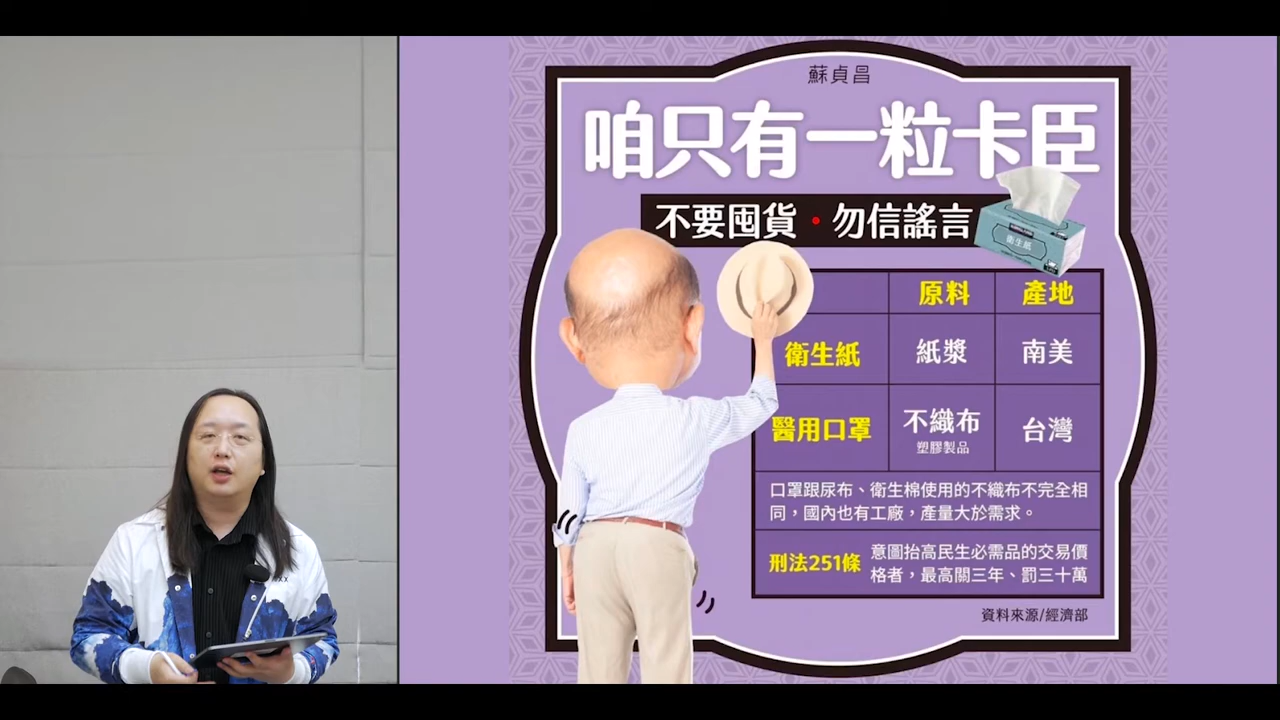 蘇貞昌
咱只有一粒卡臣
不要囤貨・勿信謠言
衛生紙
原料 產地
衛生紙 紙漿 南美
醫用口罩 不織布 台灣
塑膠製品
口罩跟尿布、衛生棉使用的不織布不完全相
同，國內也有工廠，產量大於需求。
刑法251條 意圖抬高民生必需品的交易價
格者，最高關三年、罰三十萬
資料來源/經濟部